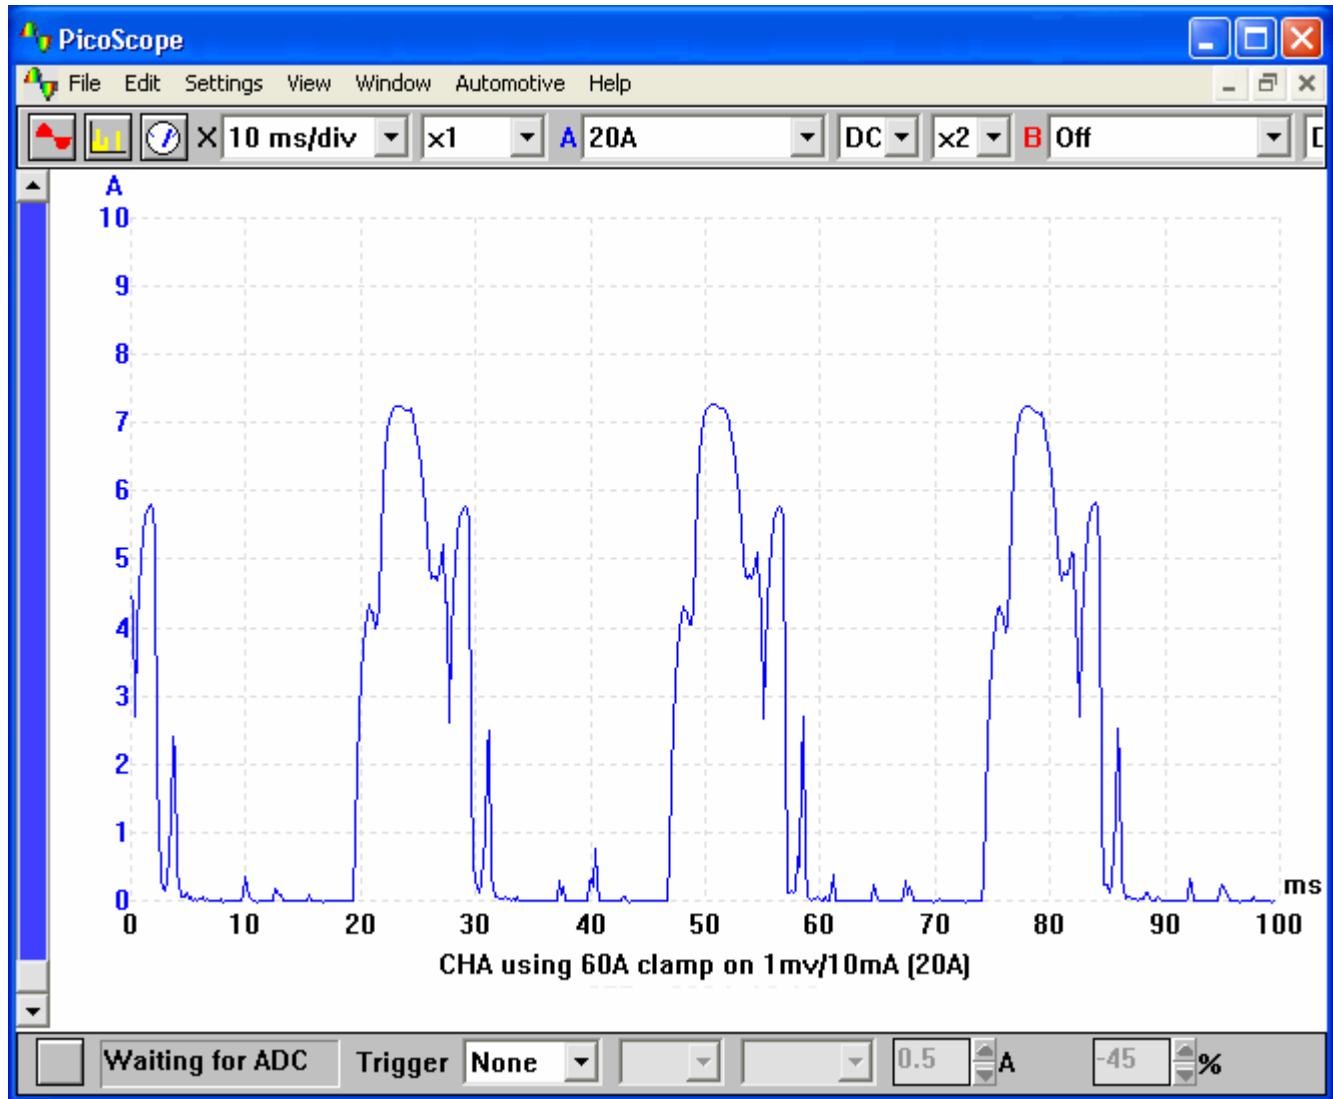 PicoScope
File Edit Settings View Window Automotive Help
X 10 ms/div x1 A 20A DC x2 B Off
A
10
9
8
7
6
5
4
3
2
1
0
ms
0 10 20 30 40 50 60 70 80 90 100
CHA using 60A clamp on 1mv/10mA (20A)
Waiting for ADC Trigger None 0.5 A -45 %